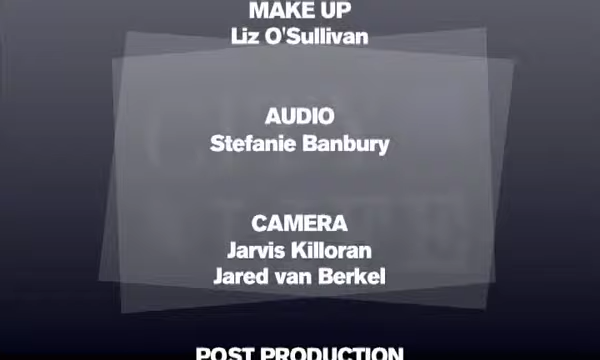 MAKE UP
Liz O'Sullivan
AUDIO
Stefanie Banbury
CAMERA
Jarvis Killoran
Jared van Berkel
POST PRODUCTION